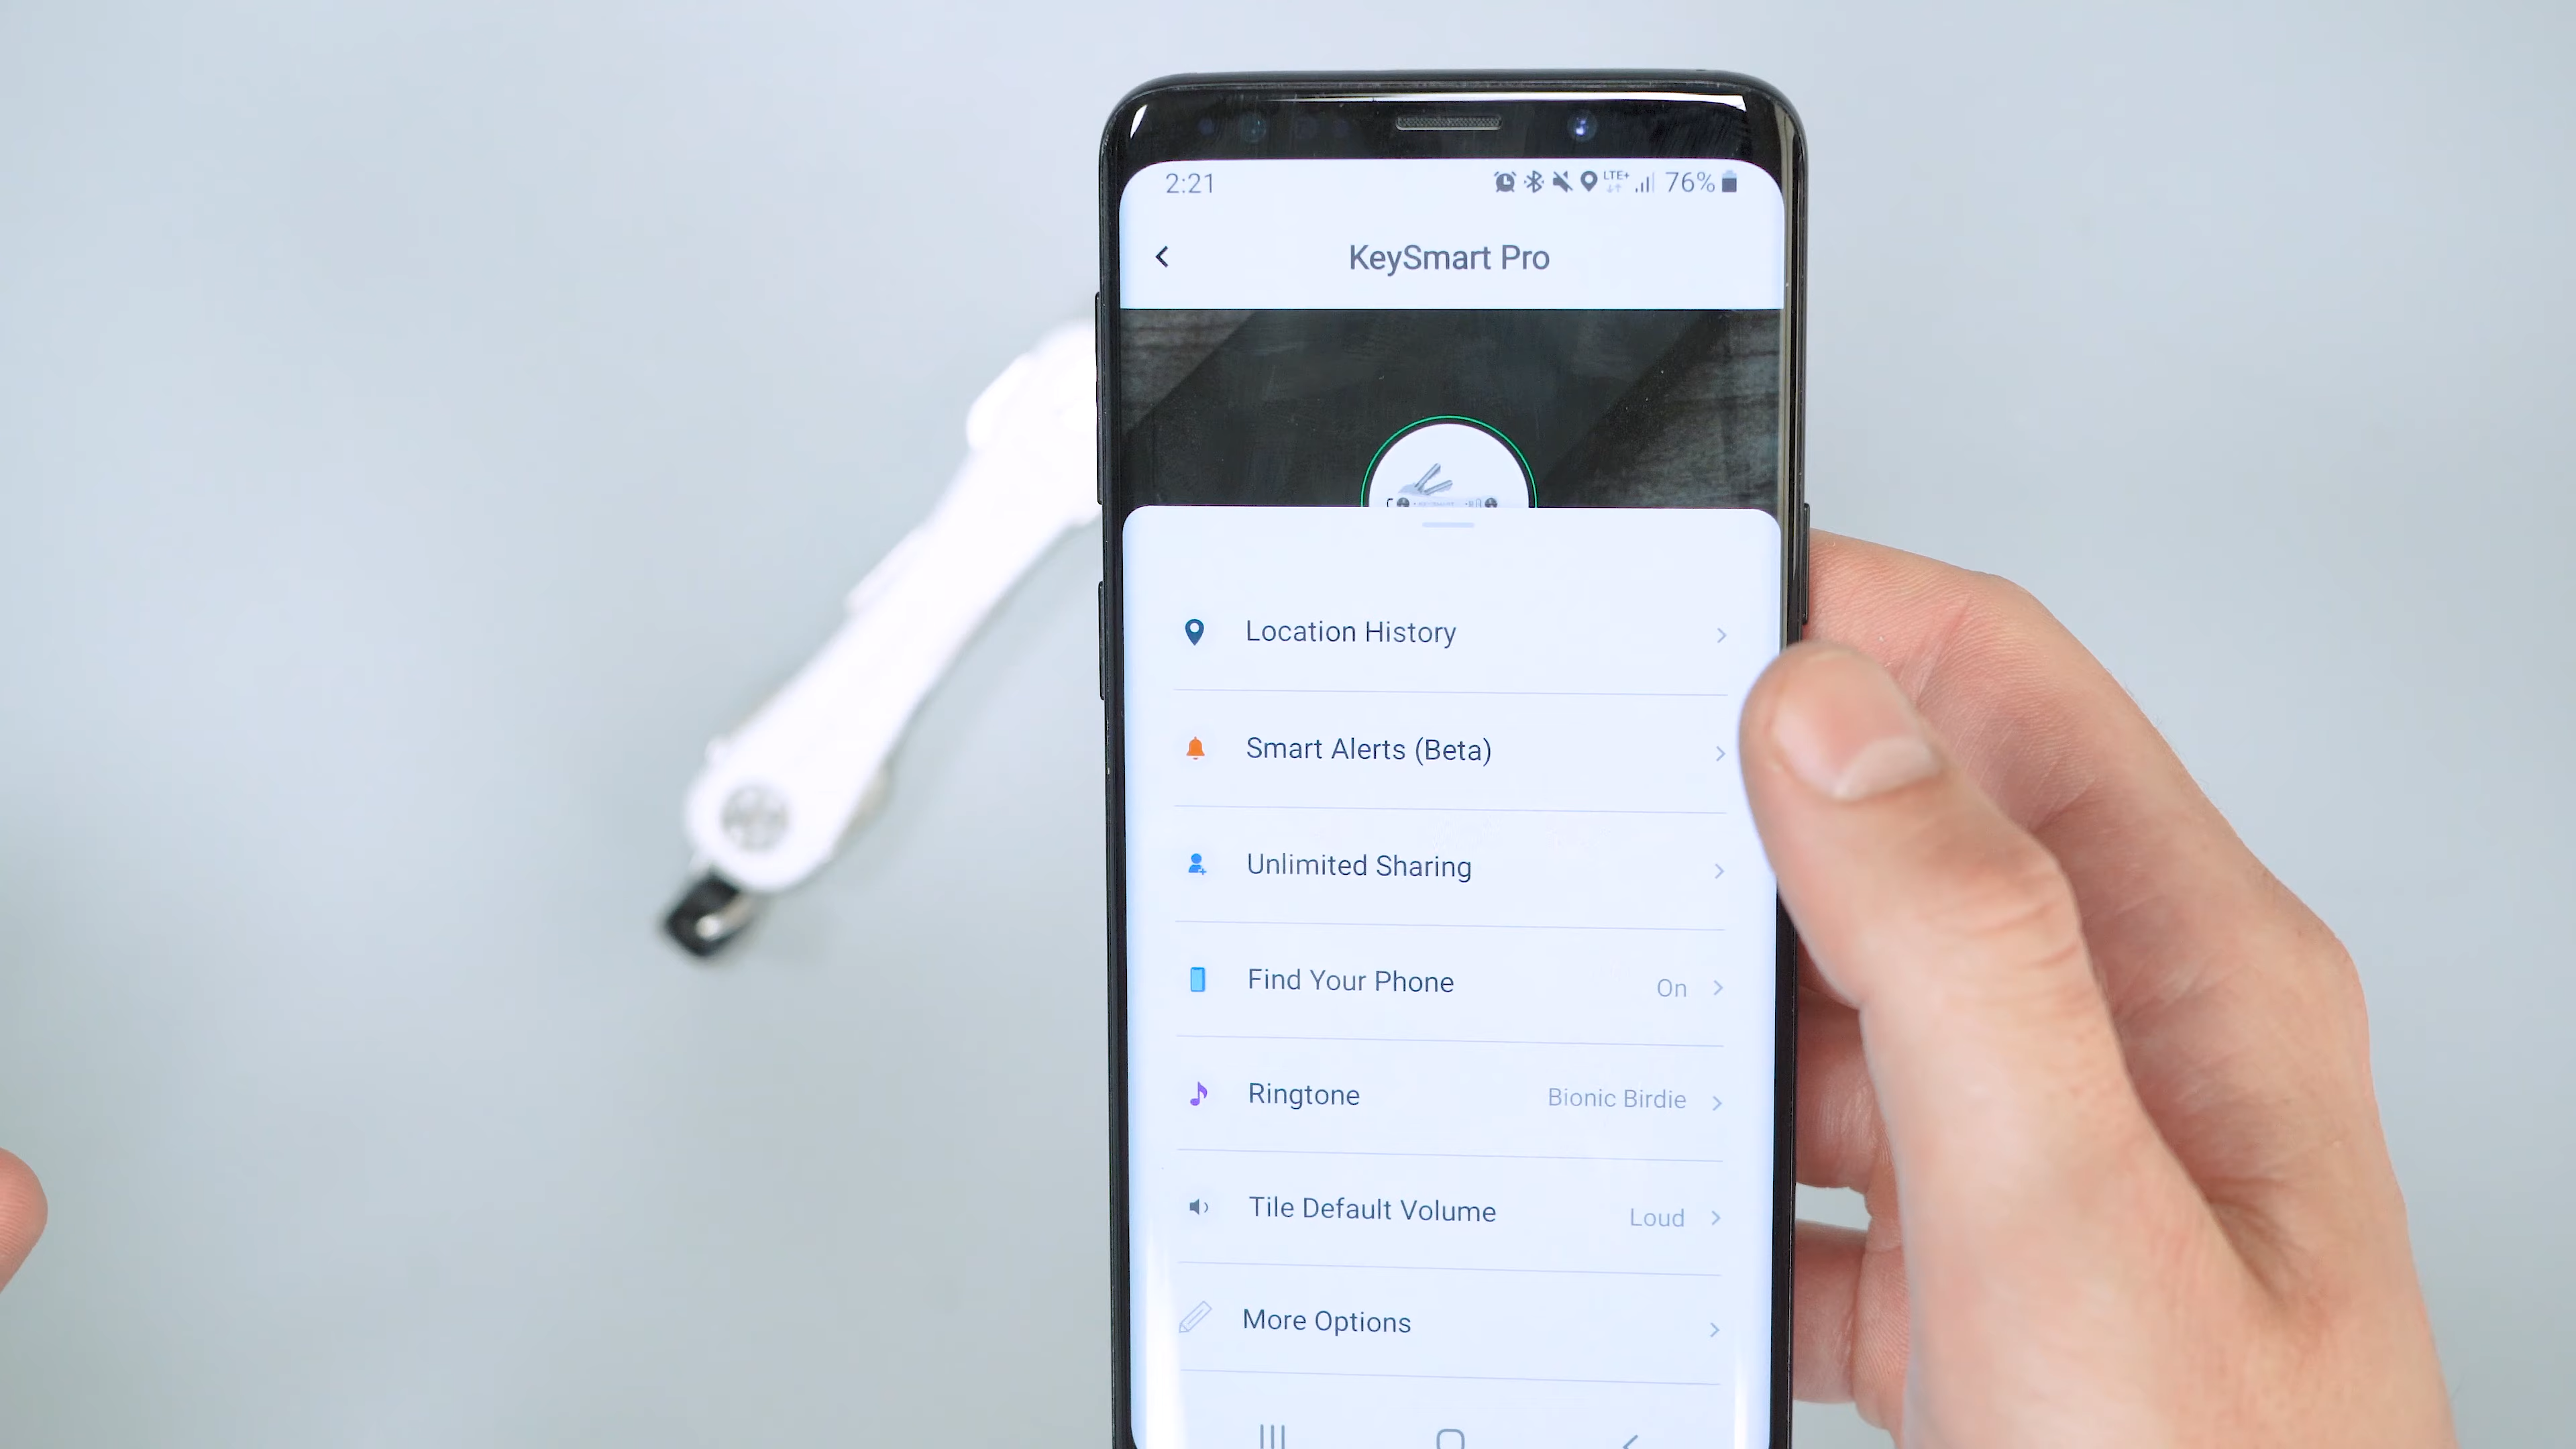 2:21
LTE+ 76%
KeySmart Pro
Location History
Smart Alerts (Beta)
Unlimited Sharing
Find Your Phone On
Ringtone Bionic Birdie
Tile Default Volume Loud
More Options